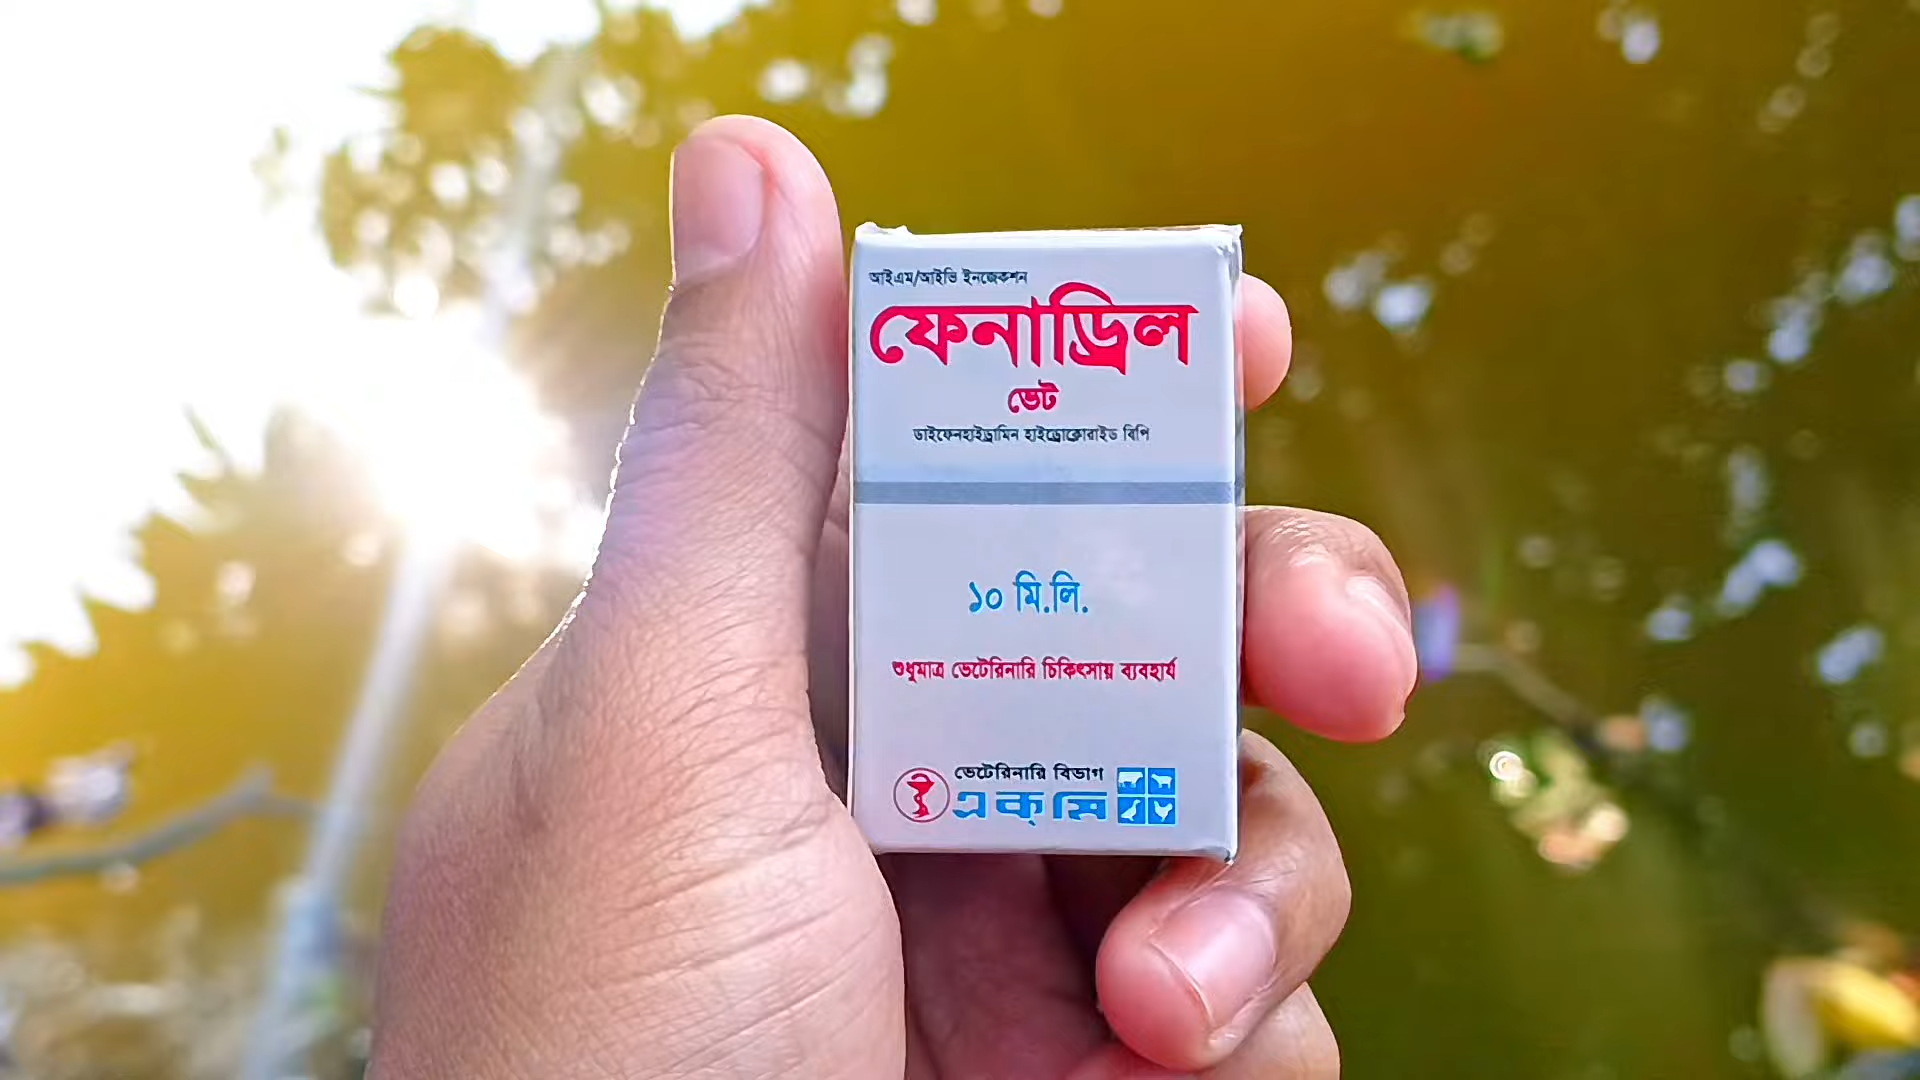 আইএম/আইভি ইনজেকশন
ফেনাড্রিল
ভেট
ডাইফেনহাইড্রামিন হাইড্রোক্লোরাইড বিপি
১০ মি.লি.
শুধুমাত্র ভেটেরিনারি চিকিৎসায় ব্যবহার্য
ভেটেরিনারি বিভাগ
একমি